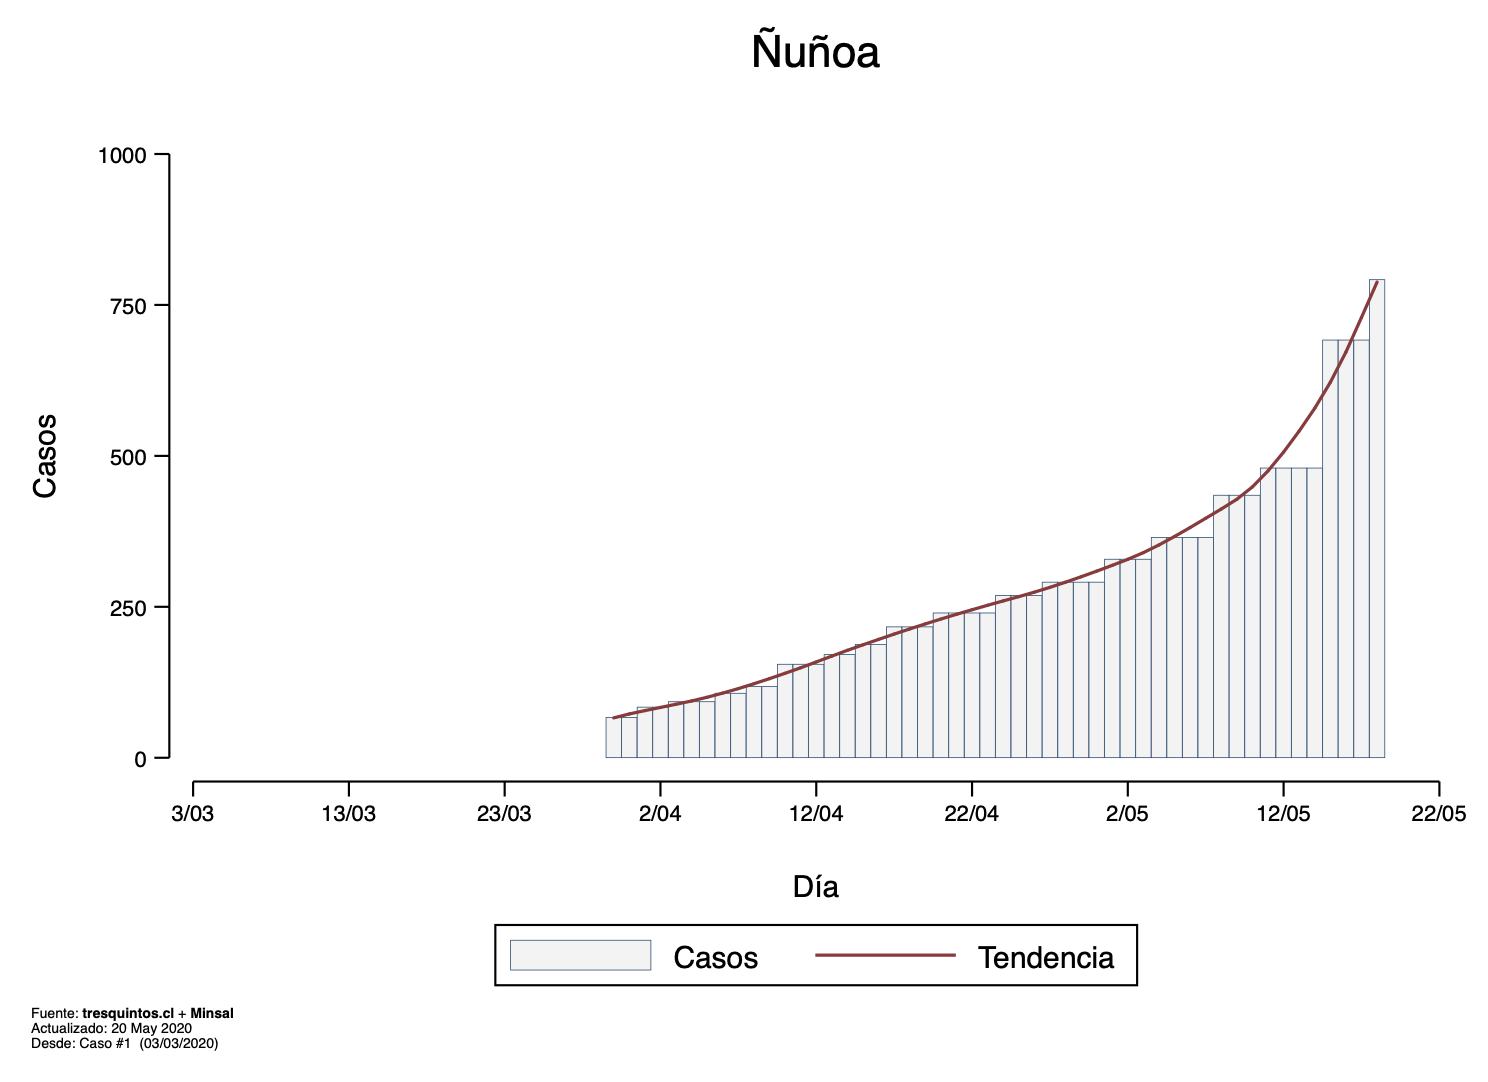 Ñuñoa
1000
750
500
250
0
Casos
3/03 13/03 23/03 2/04 12/04 22/04 2/05 12/05 22/05
Día
Casos Tendencia
Fuente: tresquintos.cl + Minsal
Actualizado: 20 May 2020
Desde: Caso #1 (03/03/2020)